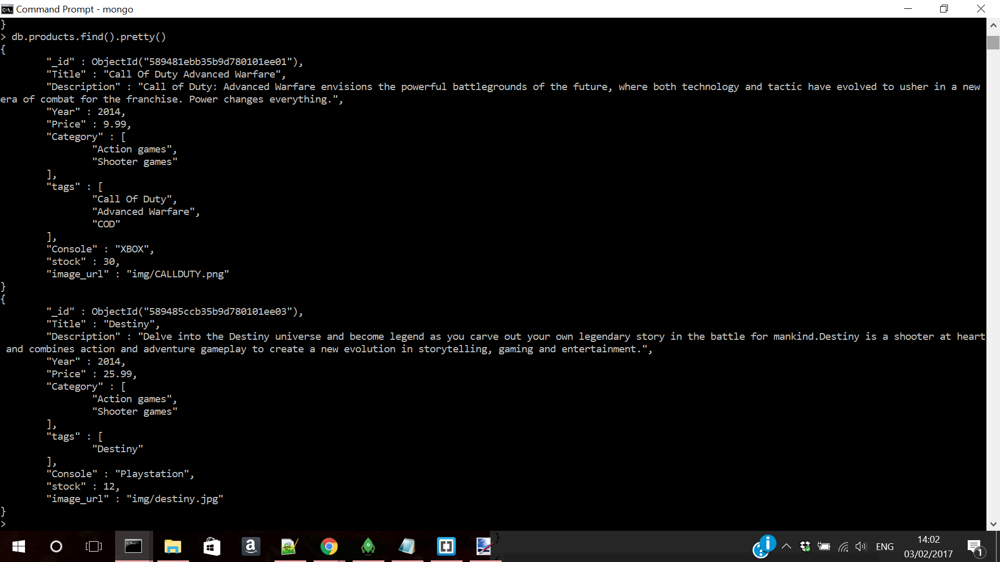 Command Prompt - mongo
}
> db.products.find().pretty()
{
"_id" : ObjectId("589481ebb35b9d780101ee01"),
"Title" : "Call Of Duty Advanced Warfare",
"Description" : "Call of Duty: Advanced Warfare envisions the powerful battlegrounds of the future, where both technology and tactic have evolved to usher in a new
era of combat for the franchise. Power changes everything.",
"Year" : 2014,
"Price" : 9.99,
"Category" : [
"Action games",
"Shooter games"
],
"tags" : [
"Call Of Duty",
"Advanced Warfare",
"COD"
],
"Console" : "XBOX",
"stock" : 30,
"image_url" : "img/CALLDUTY.png"
}
{
"_id" : ObjectId("589485ccb35b9d780101ee03"),
"Title" : "Destiny",
"Description" : "Delve into the Destiny universe and become legend as you carve out your own legendary story in the battle for mankind.Destiny is a shooter at heart
and combines action and adventure gameplay to create a new evolution in storytelling, gaming and entertainment.",
"Year" : 2014,
"Price" : 25.99,
"Category" : [
"Action games",
"Shooter games"
],
"tags" : [
"Destiny"
],
"Console" : "Playstation",
"stock" : 12,
"image_url" : "img/destiny.jpg"
}
>
ENG
14:02
03/02/2017
1